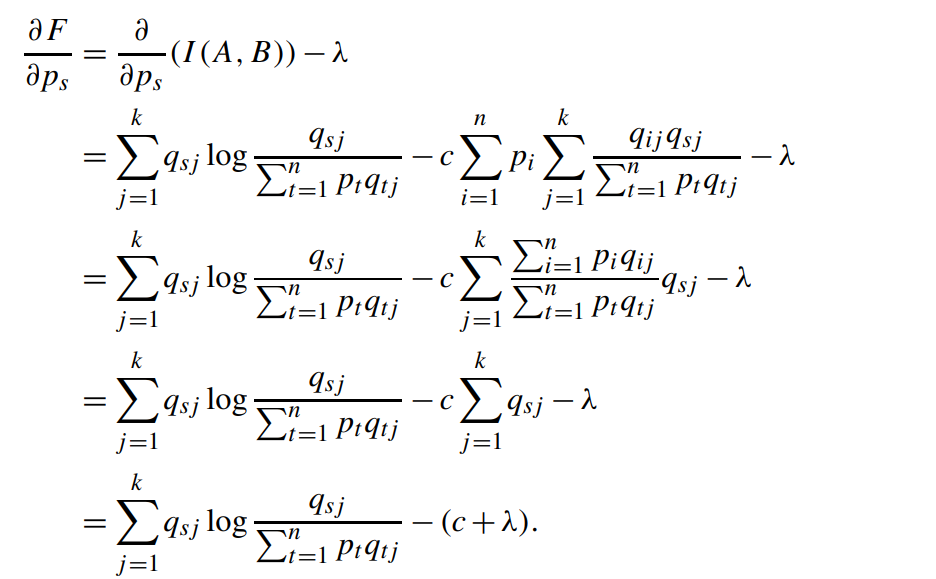 ∂F/∂p_s = ∂/∂p_s (I(A, B)) − λ
= ∑_{j=1}^{k} q_{sj} log q_{sj}/∑_{t=1}^{n} p_t q_{tj} − c ∑_{i=1}^{n} p_i ∑_{j=1}^{k} q_{ij} q_{sj}/∑_{t=1}^{n} p_t q_{tj} − λ
= ∑_{j=1}^{k} q_{sj} log q_{sj}/∑_{t=1}^{n} p_t q_{tj} − c ∑_{j=1}^{k} ∑_{i=1}^{n} p_i q_{ij}/∑_{t=1}^{n} p_t q_{tj} q_{sj} − λ
= ∑_{j=1}^{k} q_{sj} log q_{sj}/∑_{t=1}^{n} p_t q_{tj} − c ∑_{j=1}^{k} q_{sj} − λ
= ∑_{j=1}^{k} q_{sj} log q_{sj}/∑_{t=1}^{n} p_t q_{tj} − (c + λ).